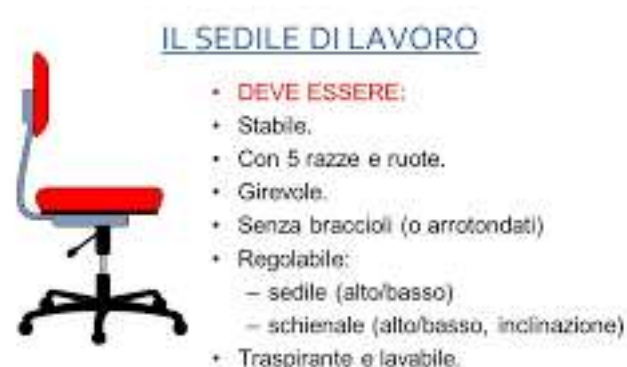 IL SEDILE DI LAVORO
• DEVE ESSERE:
• Stabile.
• Con 5 razze e ruote.
• Girevole.
• Senza braccioli (o arrotondati)
• Regolabile:
– sedile (alto/basso)
– schienale (alto/basso, inclinazione)
• Traspirante e lavabile.